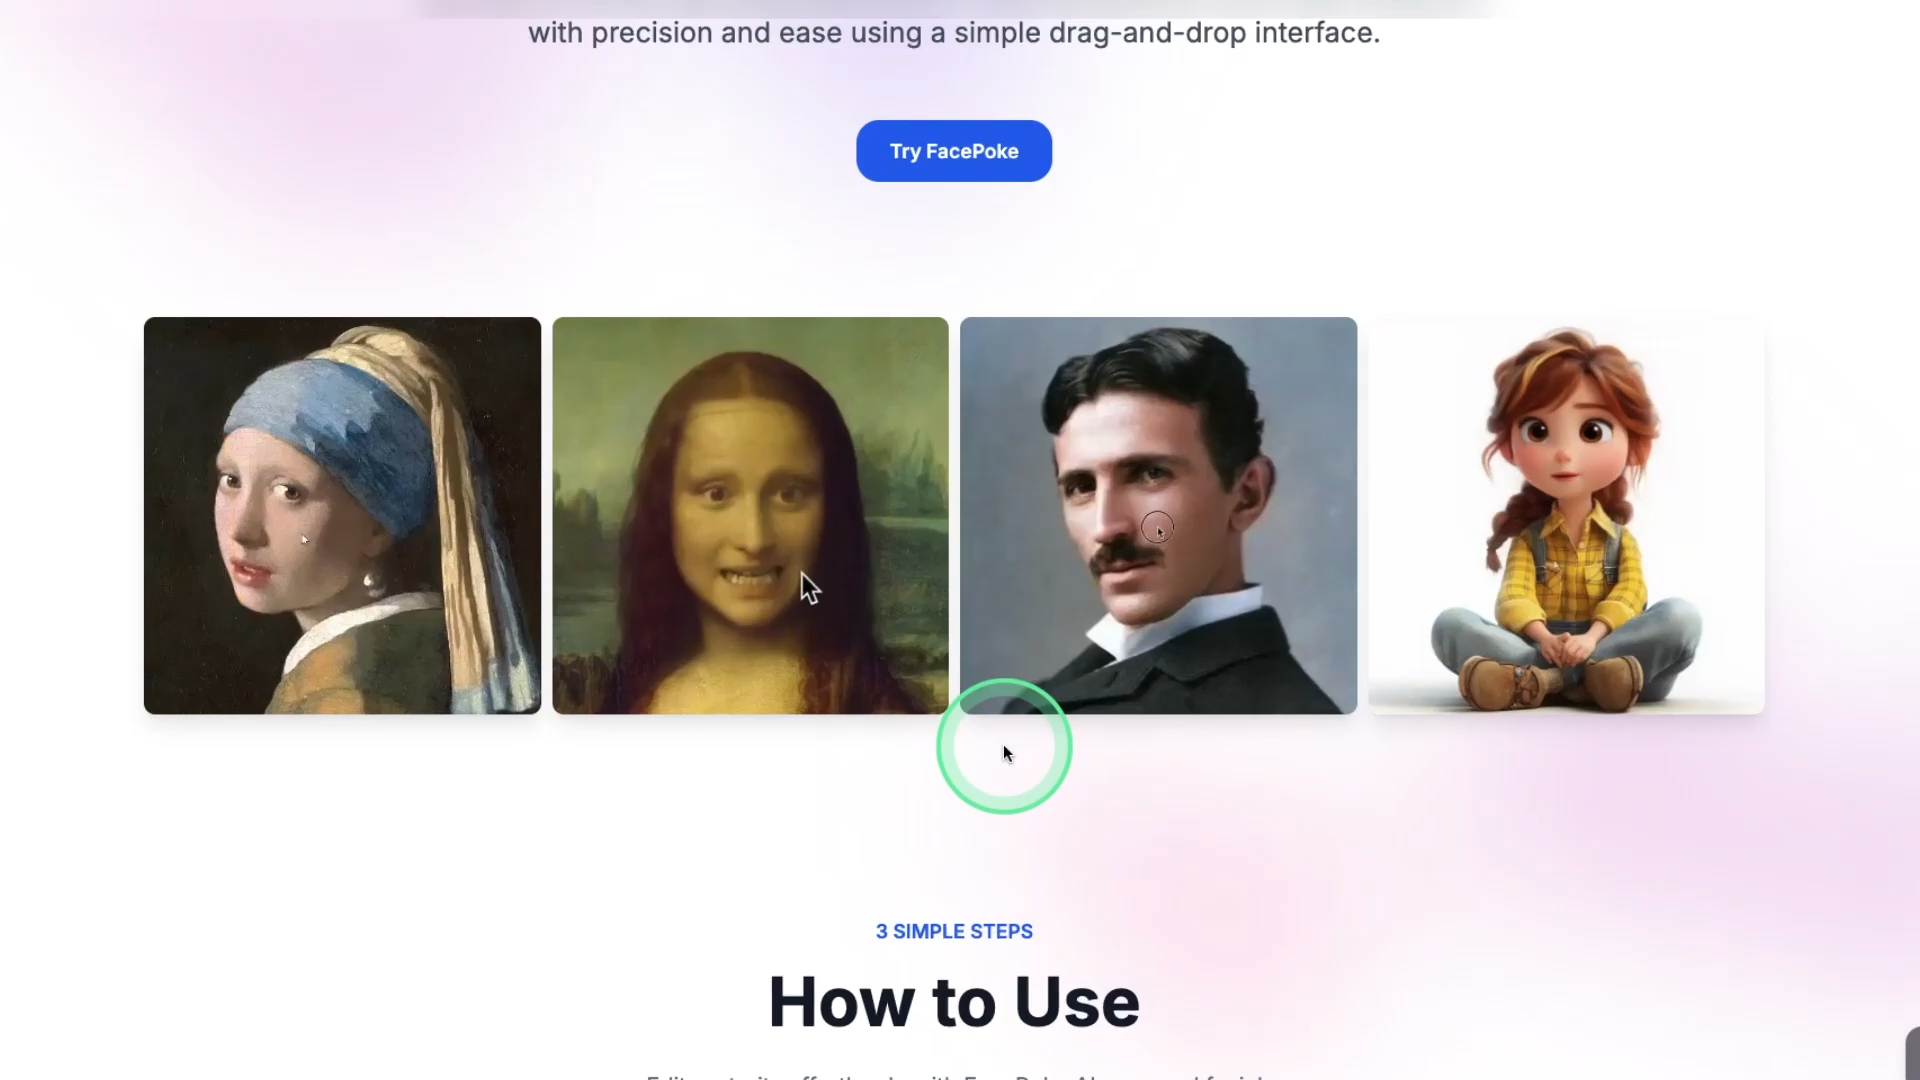 with precision and ease using a simple drag-and-drop interface.
Try FacePoke
3 SIMPLE STEPS
How to Use